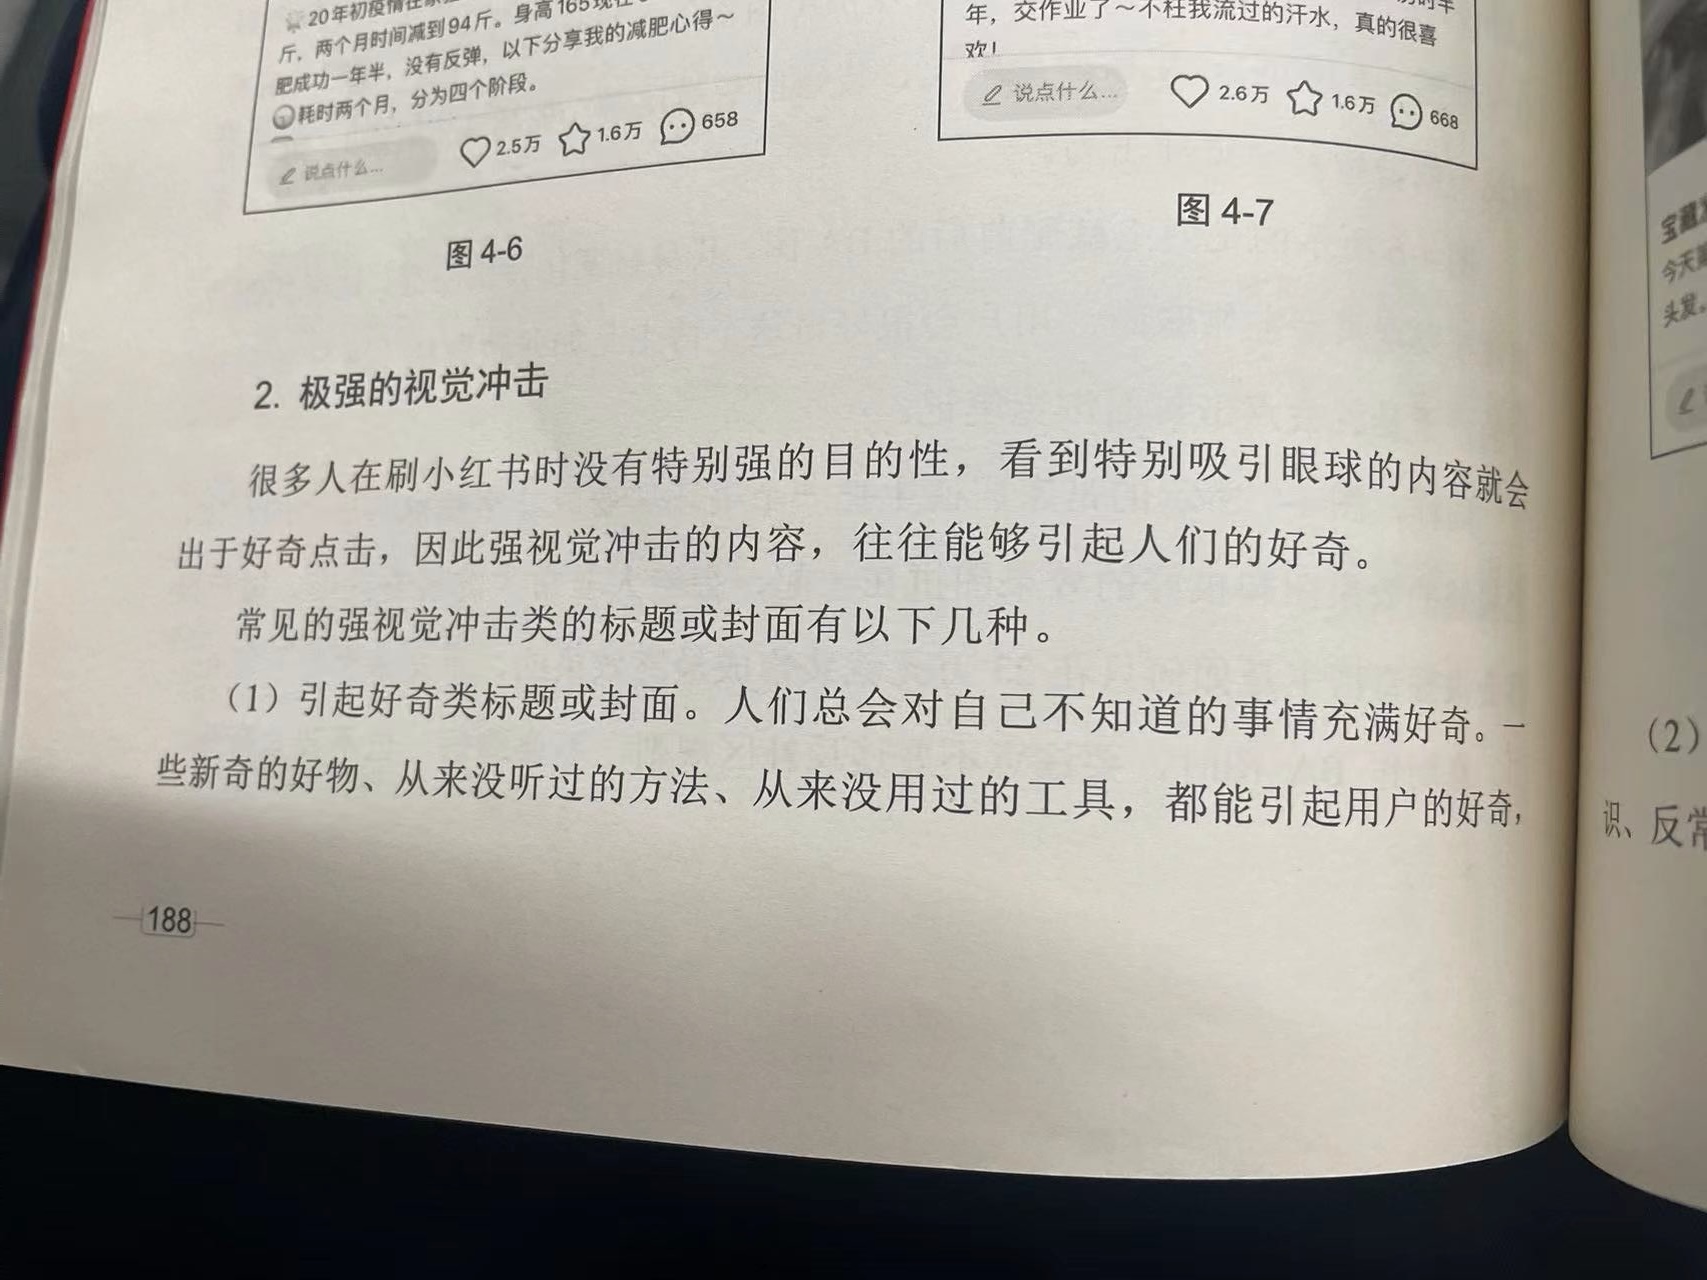 20年初疫情在家
斤，两个月时间减到94斤。身高165现在
肥成功一年半，没有反弹，以下分享我的减肥心得～
耗时两个月，分为四个阶段。
说点什么... 2.5万 1.6万 658
图 4-6
年，交作业了～不枉我流过的汗水，真的很喜
欢！
说点什么... 2.6万 1.6万 668
图 4-7
2. 极强的视觉冲击
很多人在刷小红书时没有特别强的目的性，看到特别吸引眼球的内容就会
出于好奇点击，因此强视觉冲击的内容，往往能够引起人们的好奇。
常见的强视觉冲击类的标题或封面有以下几种。
（1）引起好奇类标题或封面。人们总会对自己不知道的事情充满好奇。一
些新奇的好物、从来没听过的方法、从来没用过的工具，都能引起用户的好奇，
188
宝藏
今天
头发。
（2）
识、反常